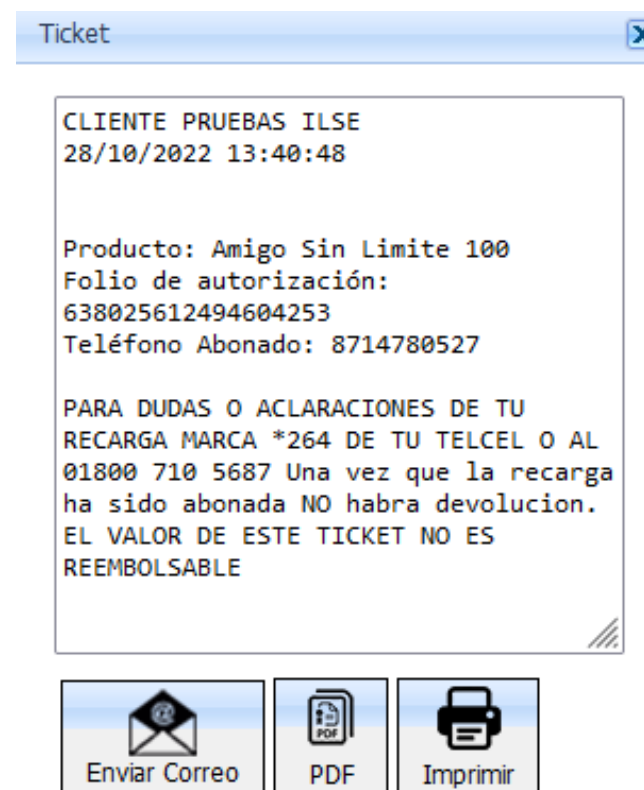 Ticket
CLIENTE PRUEBAS ILSE
28/10/2022 13:40:48
Producto: Amigo Sin Limite 100
Folio de autorización:
638025612494604253
Teléfono Abonado: 8714780527
PARA DUDAS O ACLARACIONES DE TU
RECARGA MARCA *264 DE TU TELCEL O AL
01800 710 5687 Una vez que la recarga
ha sido abonada NO habra devolucion.
EL VALOR DE ESTE TICKET NO ES
REEMBOLSABLE
Enviar Correo
PDF
PDF
Imprimir